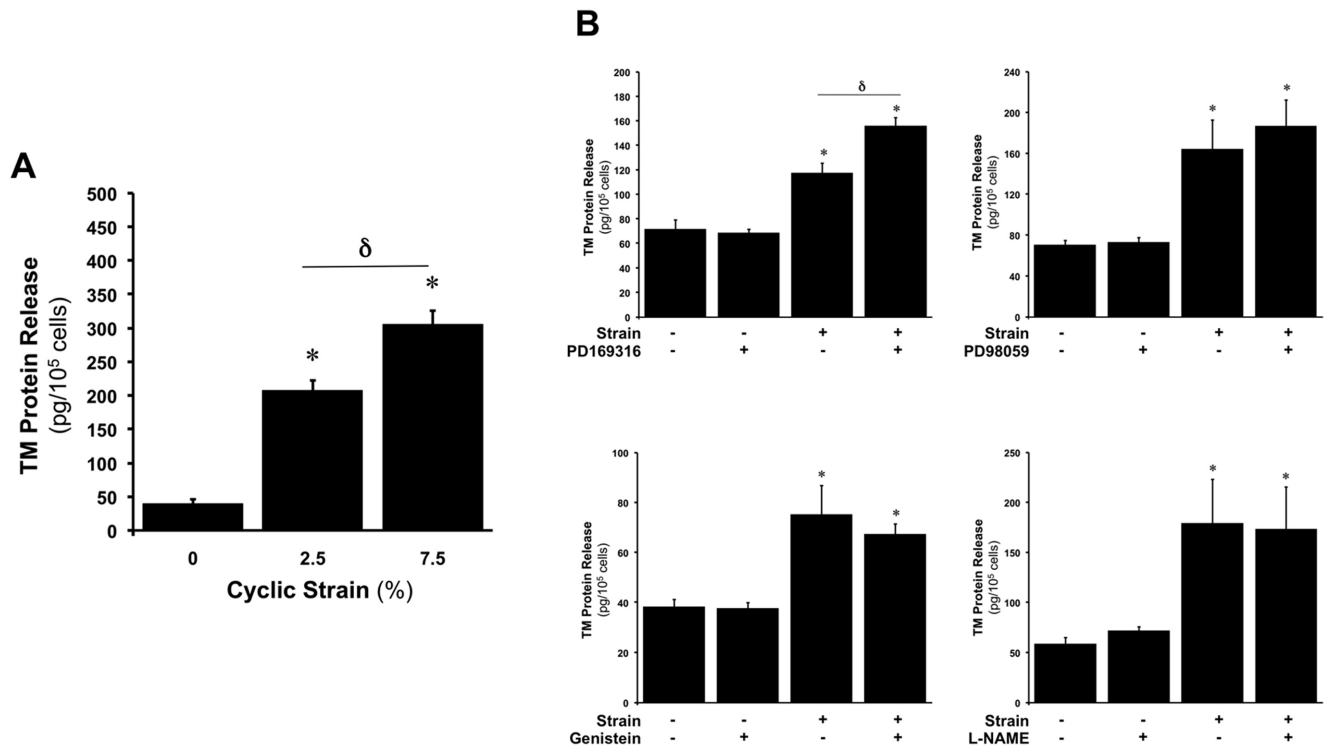 A
TM Protein Release
(pg/10⁵ cells)
500
450
400
350
300
250
200
150
100
50
0
δ
*
*
0 2.5 7.5
Cyclic Strain (%)
B
TM Protein Release
(pg/10⁵ cells)
200
180
160
140
120
100
80
60
40
20
0
δ
*
*
Strain - - + +
PD169316 - + - +
TM Protein Release
(pg/10⁵ cells)
240
200
160
120
80
40
0
*
*
Strain - - + +
PD98059 - + - +
TM Protein Release
(pg/10⁵ cells)
100
80
60
40
20
0
*
*
Strain - - + +
Genistein - + - +
TM Protein Release
(pg/10⁵ cells)
250
200
150
100
50
0
*
*
Strain - - + +
L-NAME - + - +